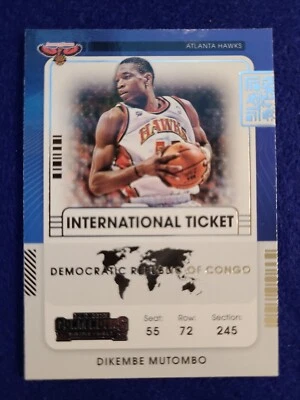 ATLANTA HAWKS
HAWKS
INTERNATIONAL TICKET
DEMOCRATIC REPUBLIC OF CONGO
Seat: Row: Section:
55 72 245
DIKEMBE MUTOMBO